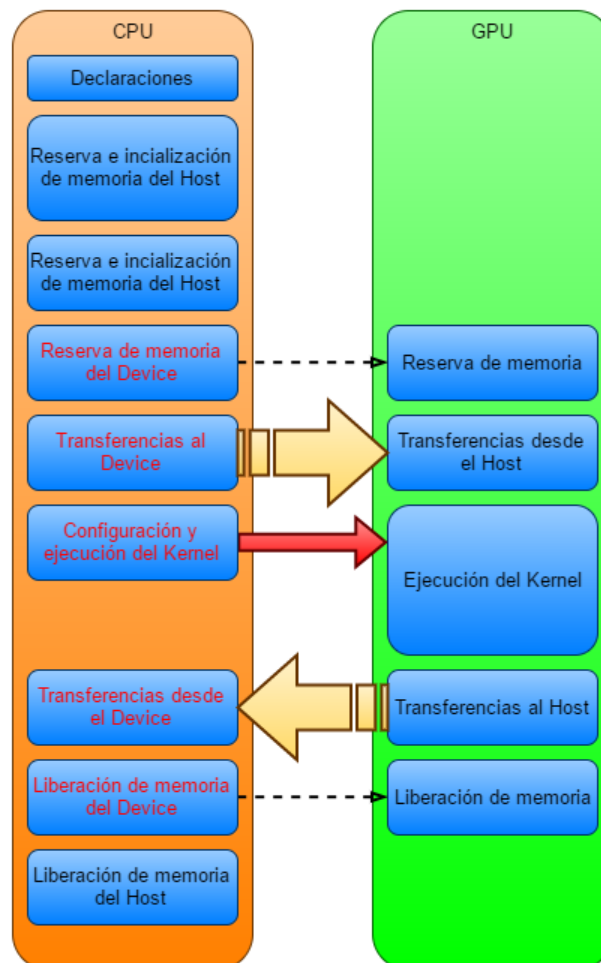 CPU
Declaraciones
Reserva e incialización
de memoria del Host
Reserva e incialización
de memoria del Host
Reserva de memoria
del Device
Transferencias al
Device
Configuración y
ejecución del Kernel
Transferencias desde
el Device
Liberación de memoria
del Device
Liberación de memoria
del Host
GPU
Reserva de memoria
Transferencias desde
el Host
Ejecución del Kernel
Transferencias al Host
Liberación de memoria